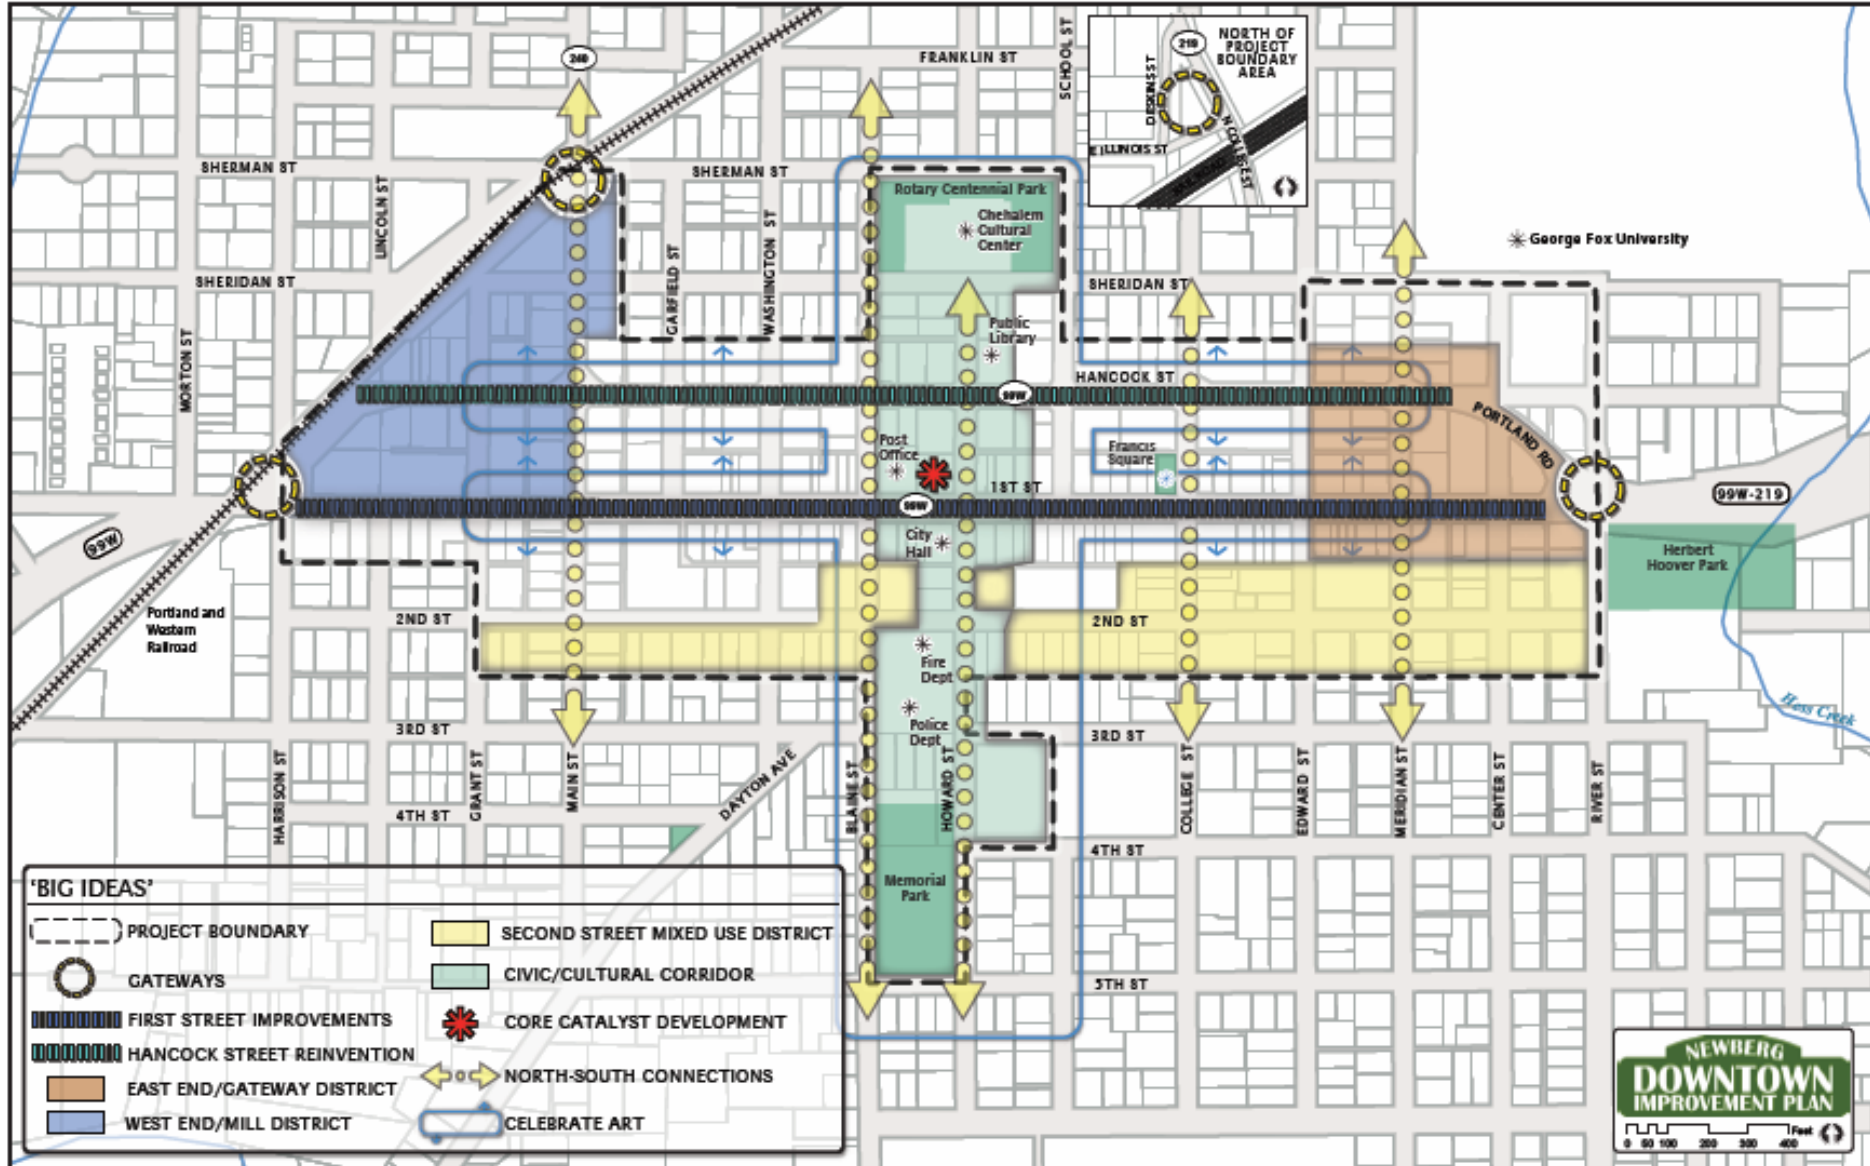 240
FRANKLIN ST
SCHOOL ST
219
NORTH OF
PROJECT
BOUNDARY
AREA
DESKINS ST
N COLLEGE ST
E ILLINOIS ST
RAILROAD
SHERMAN ST
SHERMAN ST
LINCOLN ST
Rotary Centennial Park
Chehalem
Cultural
Center
George Fox University
SHERIDAN ST
GARFIELD ST
WASHINGTON ST
SHERIDAN ST
Public
Library
MORTON ST
HANCOCK ST
99W
PORTLAND RD
Post
Office
Francis
Square
1ST ST
99W
99W-219
99W
City
Hall
Herbert
Hoover Park
Portland and
Western
Railroad
2ND ST
2ND ST
Fire
Dept
Police
Dept
Hess Creek
3RD ST
3RD ST
HARRISON ST
GRANT ST
MAIN ST
DAYTON AVE
BLAINE ST
HOWARD ST
COLLEGE ST
EDWARD ST
MERIDIAN ST
CENTER ST
RIVER ST
4TH ST
4TH ST
Memorial
Park
5TH ST
'BIG IDEAS'
PROJECT BOUNDARY
GATEWAYS
FIRST STREET IMPROVEMENTS
HANCOCK STREET REINVENTION
EAST END/GATEWAY DISTRICT
WEST END/MILL DISTRICT
SECOND STREET MIXED USE DISTRICT
CIVIC/CULTURAL CORRIDOR
CORE CATALYST DEVELOPMENT
NORTH-SOUTH CONNECTIONS
CELEBRATE ART
NEWBERG
DOWNTOWN
IMPROVEMENT PLAN
Feet
0 50 100 200 300 400